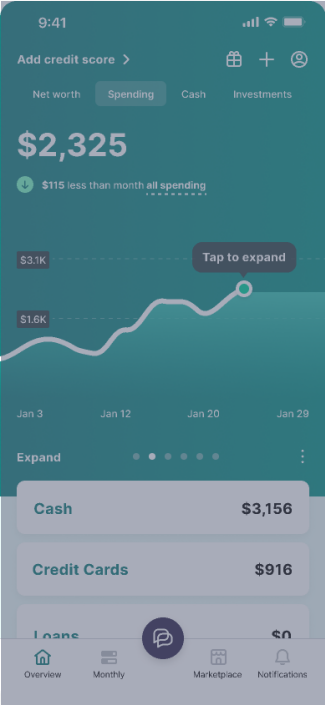 9:41
Add credit score
Net worth Spending Cash Investments
$2,325
$115 less than month all spending
Tap to expand
$3.1K
$1.6K
Jan 3 Jan 12 Jan 20 Jan 29
Expand
Cash $3,156
Credit Cards $916
Loans $0
Overview Monthly Marketplace Notifications